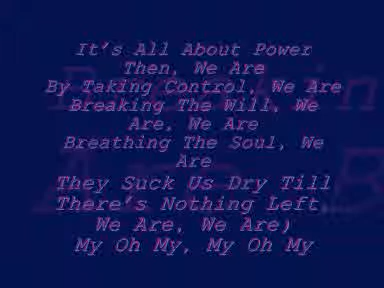 It's All About Power
Then, We Are
By Taking Control, We Are
Breaking The Will, We
Are, We Are
Breathing The Soul, We
Are
They Suck Us Dry Till
There's Nothing Left,
We Are, We Are)
My Oh My, My Oh My